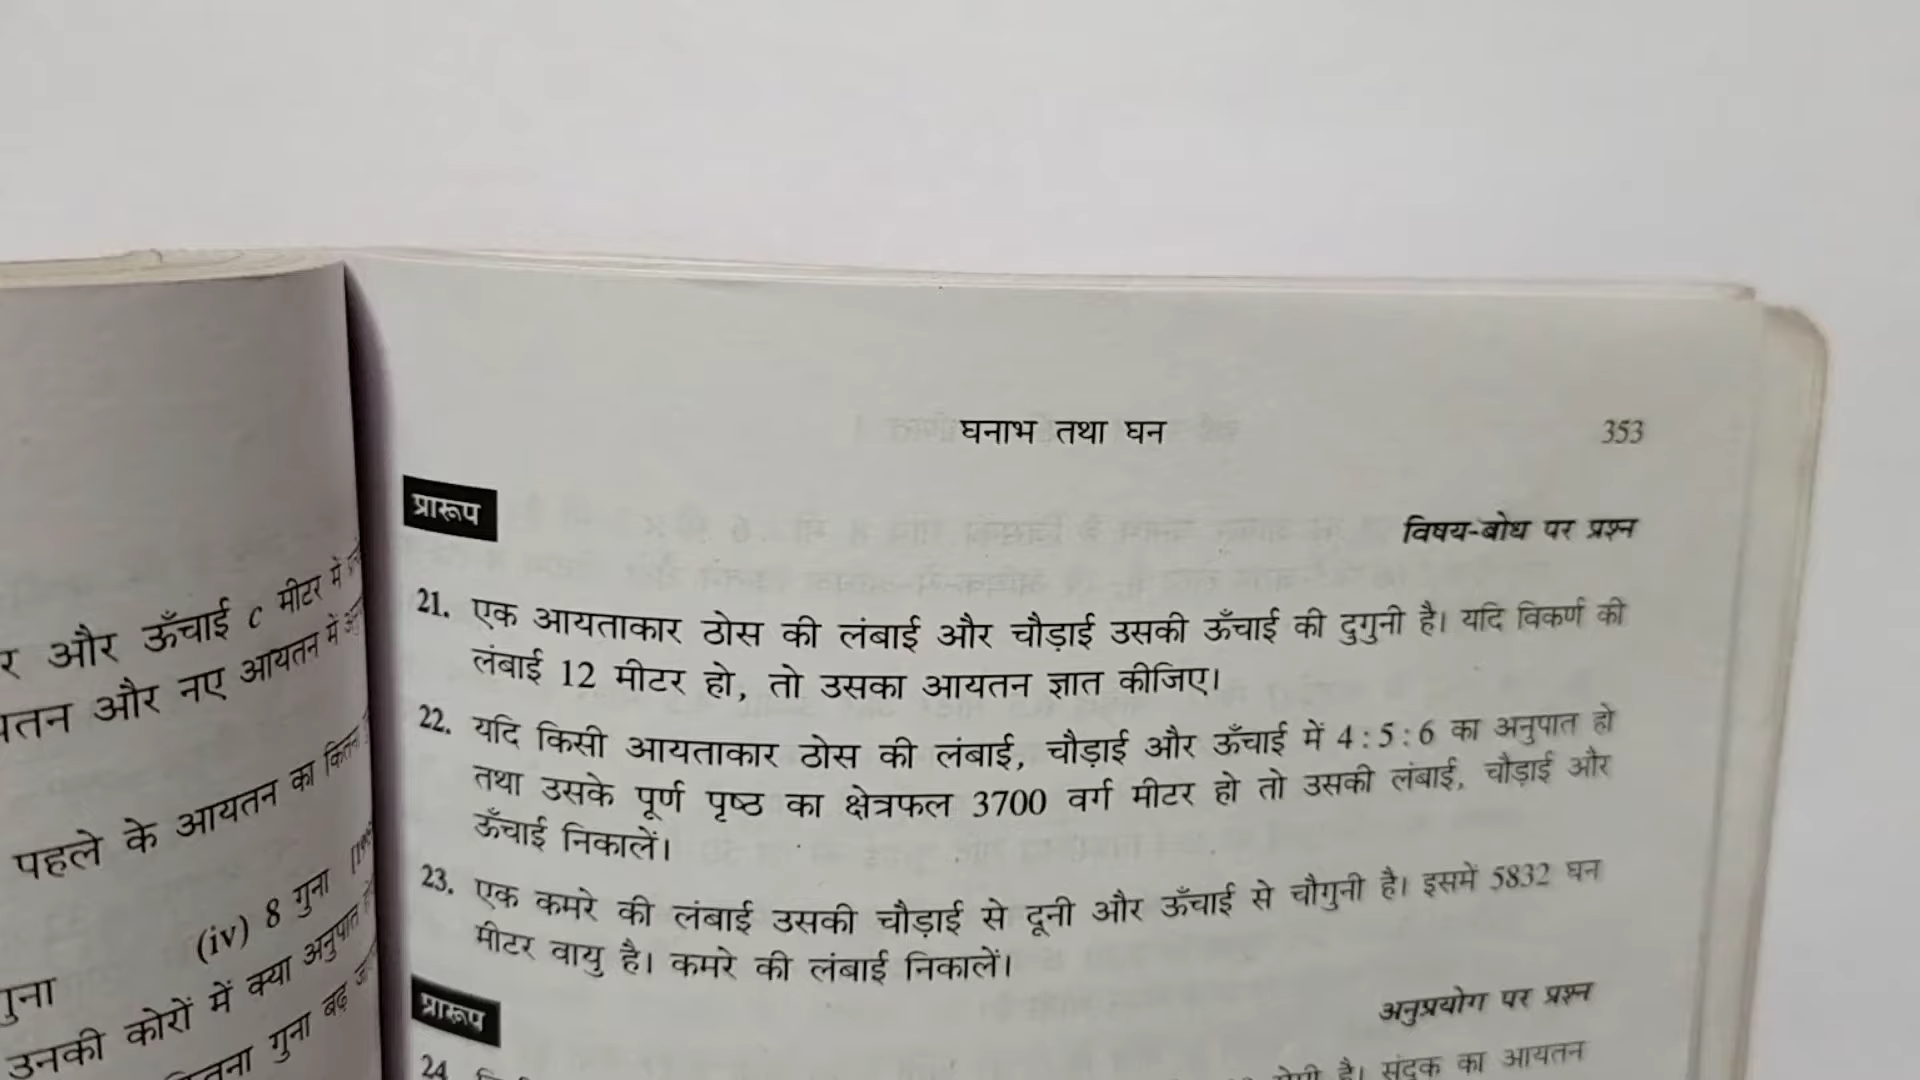 र और ऊँचाई c मीटर में
और नए आयतन में
पहले के आयतन का
(iv) 8 गुना
गुना
उनकी कोरों में क्या अनुपात
गुना बढ़
घनाभ तथा घन 353
प्रारूप
विषय-बोध पर प्रश्न
21. एक आयताकार ठोस की लंबाई और चौड़ाई उसकी ऊँचाई की दुगुनी है। यदि विकर्ण की
लंबाई 12 मीटर हो, तो उसका आयतन ज्ञात कीजिए।
22. यदि किसी आयताकार ठोस की लंबाई, चौड़ाई और ऊँचाई में 4:5:6 का अनुपात हो
तथा उसके पूर्ण पृष्ठ का क्षेत्रफल 3700 वर्ग मीटर हो तो उसकी लंबाई, चौड़ाई और
ऊँचाई निकालें।
23. एक कमरे की लंबाई उसकी चौड़ाई से दूनी और ऊँचाई से चौगुनी है। इसमें 5832 घन
मीटर वायु है। कमरे की लंबाई निकालें।
प्रारूप
अनुप्रयोग पर प्रश्न
24. है। संदूक का आयतन